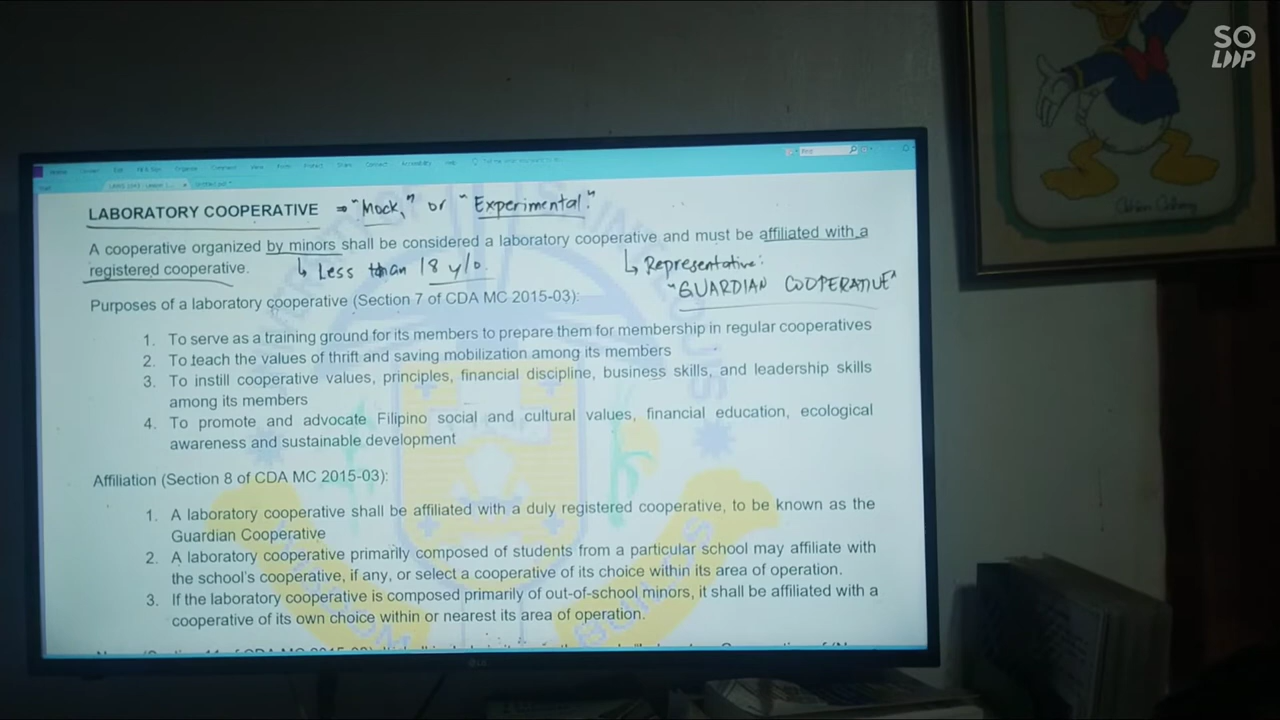 SO
LOOP
LABORATORY COOPERATIVE ⇒ "Mock," or "Experimental."
A cooperative organized by minors shall be considered a laboratory cooperative and must be affiliated with a
registered cooperative.
↳ Less than 18 y/o.
↳ Representative:
"GUARDIAN COOPERATIVE"
Purposes of a laboratory cooperative (Section 7 of CDA MC 2015-03):
1. To serve as a training ground for its members to prepare them for membership in regular cooperatives
2. To teach the values of thrift and saving mobilization among its members
3. To instill cooperative values, principles, financial discipline, business skills, and leadership skills
among its members
4. To promote and advocate Filipino social and cultural values, financial education, ecological
awareness and sustainable development
Affiliation (Section 8 of CDA MC 2015-03):
1. A laboratory cooperative shall be affiliated with a duly registered cooperative, to be known as the
Guardian Cooperative
2. A laboratory cooperative primarily composed of students from a particular school may affiliate with
the school's cooperative, if any, or select a cooperative of its choice within its area of operation.
3. If the laboratory cooperative is composed primarily of out-of-school minors, it shall be affiliated with a
cooperative of its own choice within or nearest its area of operation.
LG